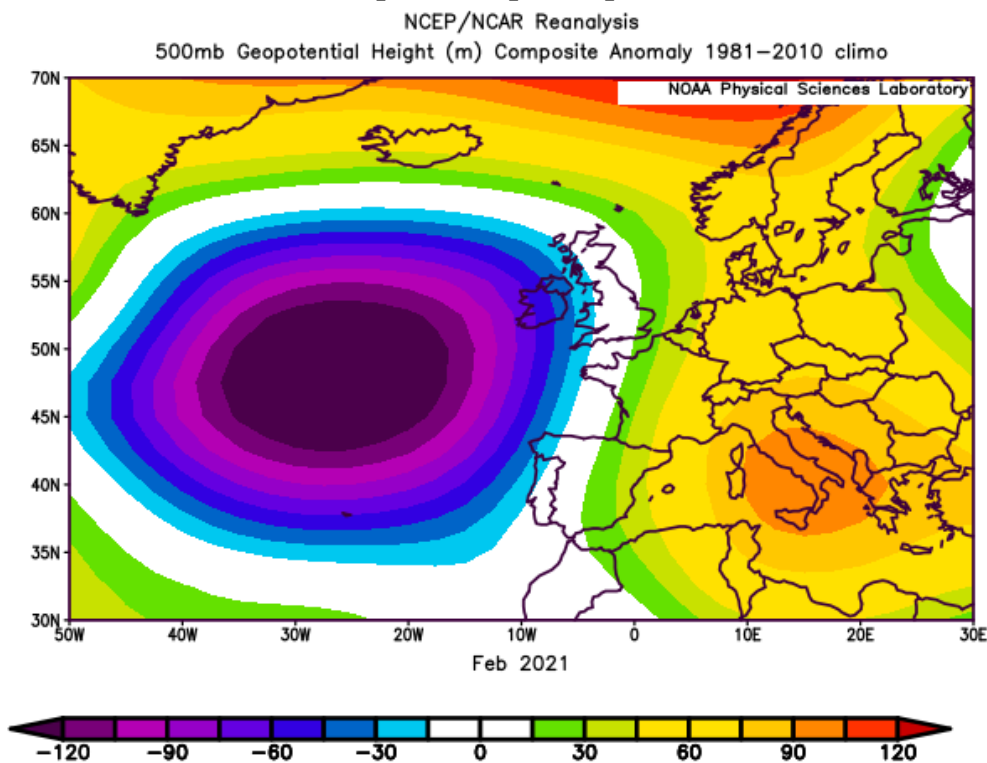 NCEP/NCAR Reanalysis
500mb Geopotential Height (m) Composite Anomaly 1981−2010 climo
NOAA Physical Sciences Laboratory
70N
65N
60N
55N
50N
45N
40N
35N
30N
50W 40W 30W 20W 10W 0 10E 20E 30E
Feb 2021
−120 −90 −60 −30 0 30 60 90 120